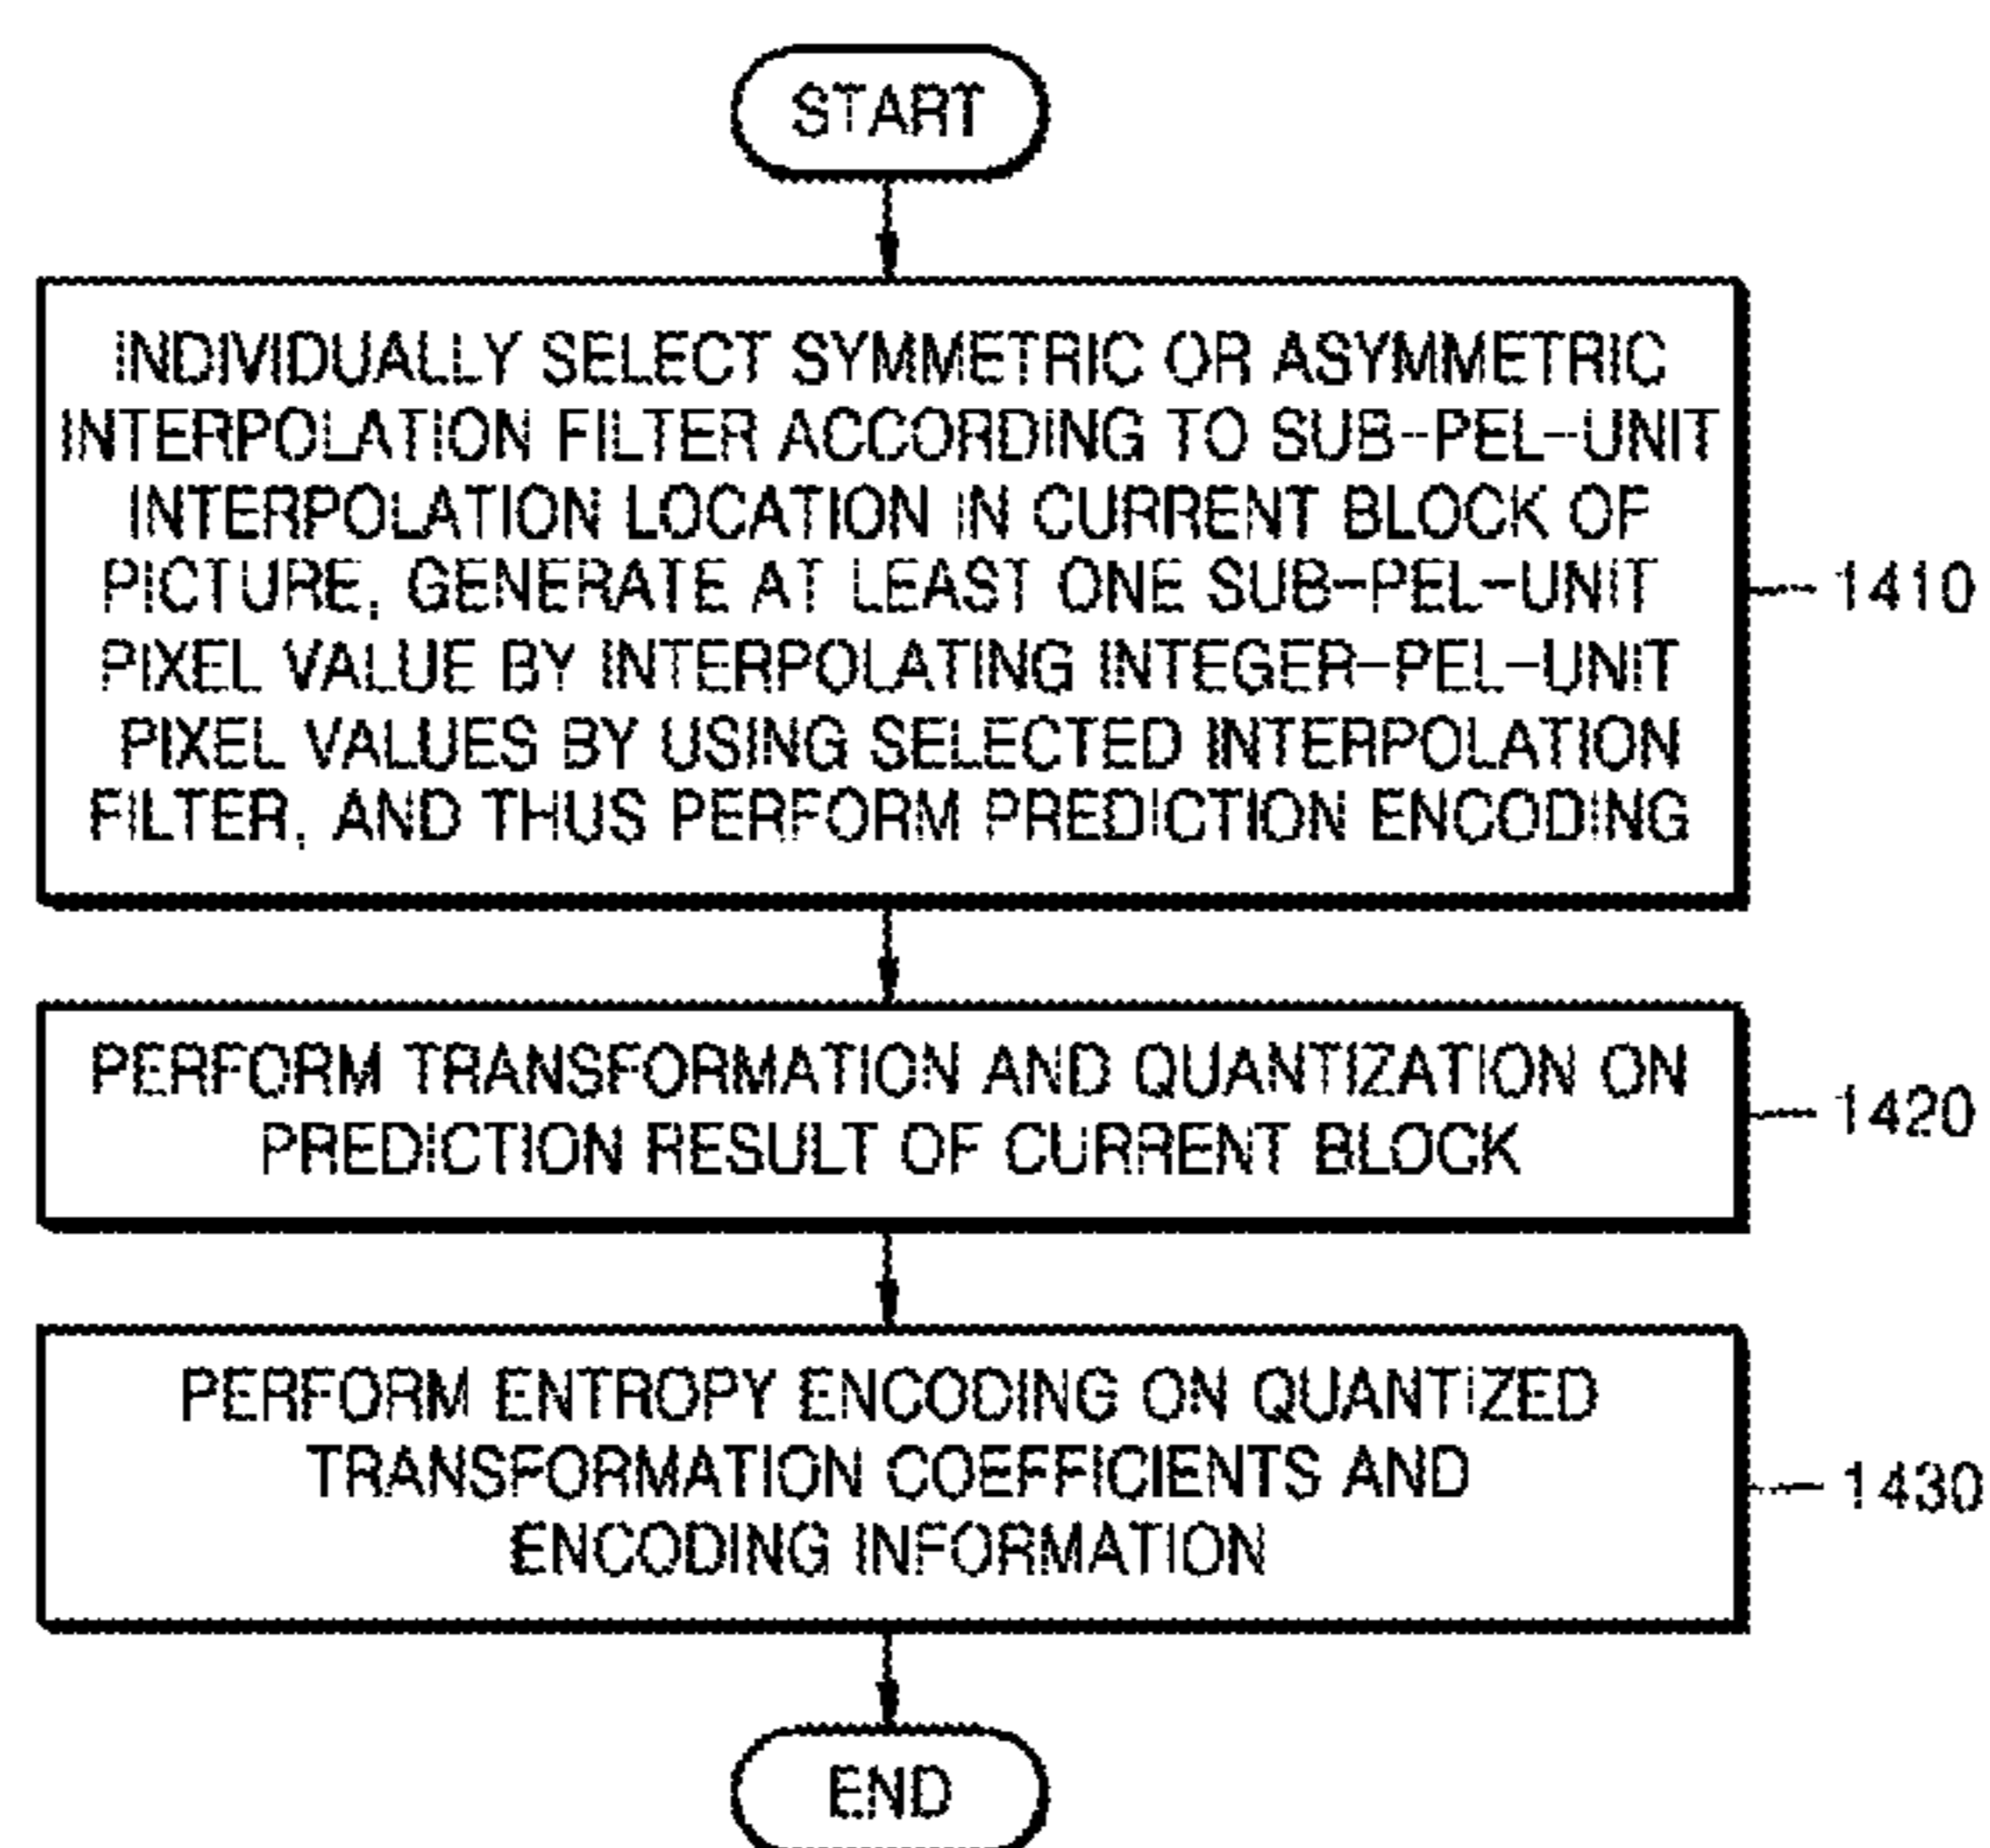 START
INDIVIDUALLY SELECT SYMMETRIC OR ASYMMETRIC
INTERPOLATION FILTER ACCORDING TO SUB-PEL-UNIT
INTERPOLATION LOCATION IN CURRENT BLOCK OF
PICTURE, GENERATE AT LEAST ONE SUB-PEL-UNIT
PIXEL VALUE BY INTERPOLATING INTEGER-PEL-UNIT
PIXEL VALUES BY USING SELECTED INTERPOLATION
FILTER, AND THUS PERFORM PREDICTION ENCODING
1410
PERFORM TRANSFORMATION AND QUANTIZATION ON
PREDICTION RESULT OF CURRENT BLOCK
1420
PERFORM ENTROPY ENCODING ON QUANTIZED
TRANSFORMATION COEFFICIENTS AND
ENCODING INFORMATION
1430
END